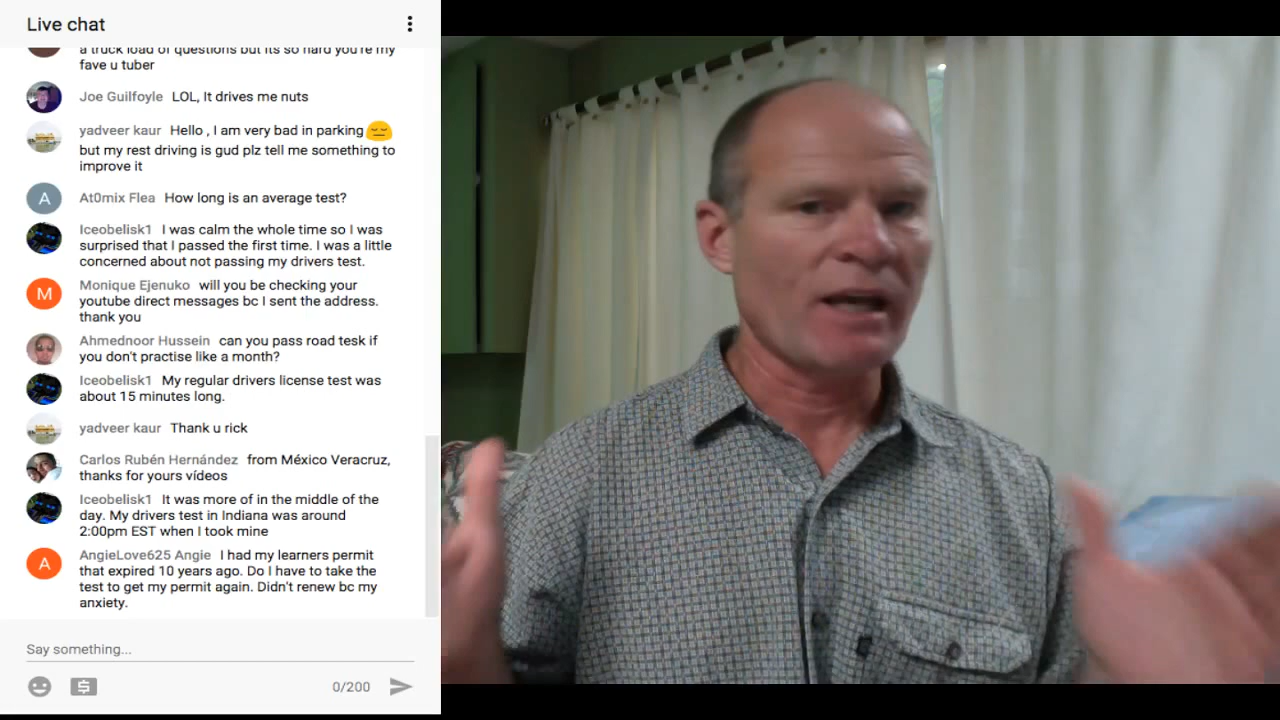 Live chat
a truck load of questions but its so hard you're my
fave u tuber
Joe Guilfoyle LOL, It drives me nuts
yadveer kaur Hello , I am very bad in parking
but my rest driving is gud plz tell me something to
improve it
A At0mix Flea How long is an average test?
Iceobelisk1 I was calm the whole time so I was
surprised that I passed the first time. I was a little
concerned about not passing my drivers test.
Monique Ejenuko will you be checking your
M youtube direct messages bc I sent the address.
thank you
Ahmednoor Hussein can you pass road tesk if
you don't practise like a month?
Iceobelisk1 My regular drivers license test was
about 15 minutes long.
yadveer kaur Thank u rick
Carlos Rubén Hernández from México Veracruz,
thanks for yours vídeos
Iceobelisk1 It was more of in the middle of the
day. My drivers test in Indiana was around
2:00pm EST when I took mine
AngieLove625 Angie I had my learners permit
A that expired 10 years ago. Do I have to take the
test to get my permit again. Didn't renew bc my
anxiety.
Say something...
$ 0/200